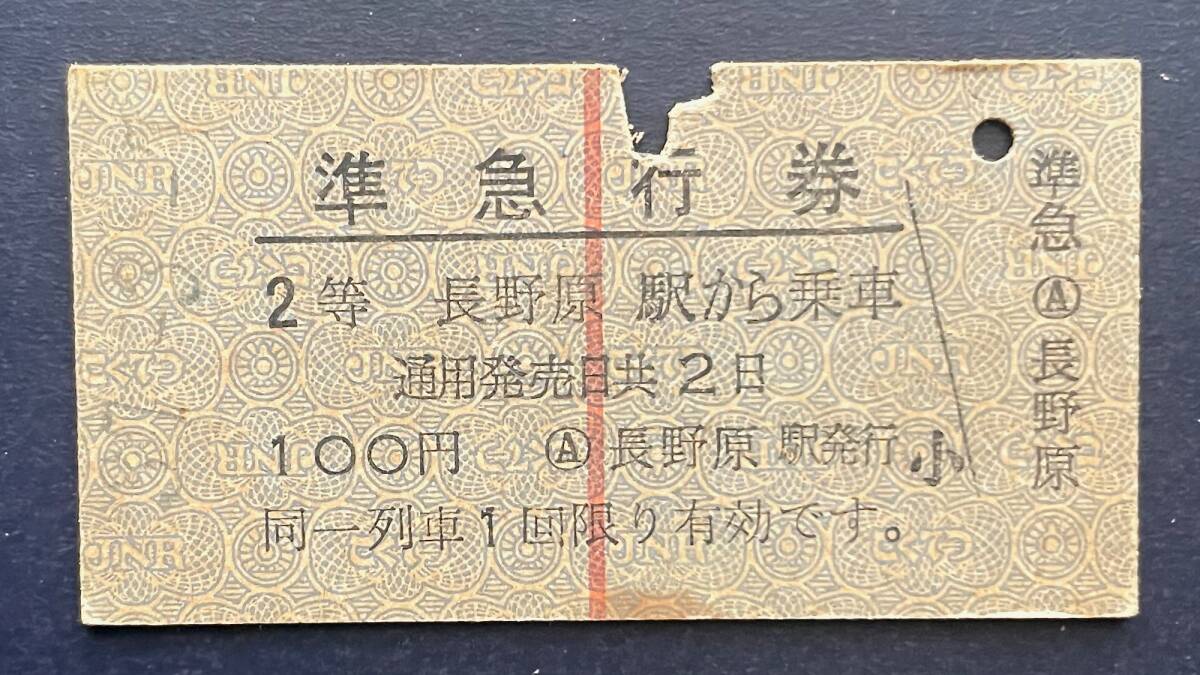 準急行券
2等 長野原 駅から乗車
通用発売日共2日
100円 Ⓐ長野原 駅発行
小
同一列車1回限り有効です。
準急Ⓐ長野原